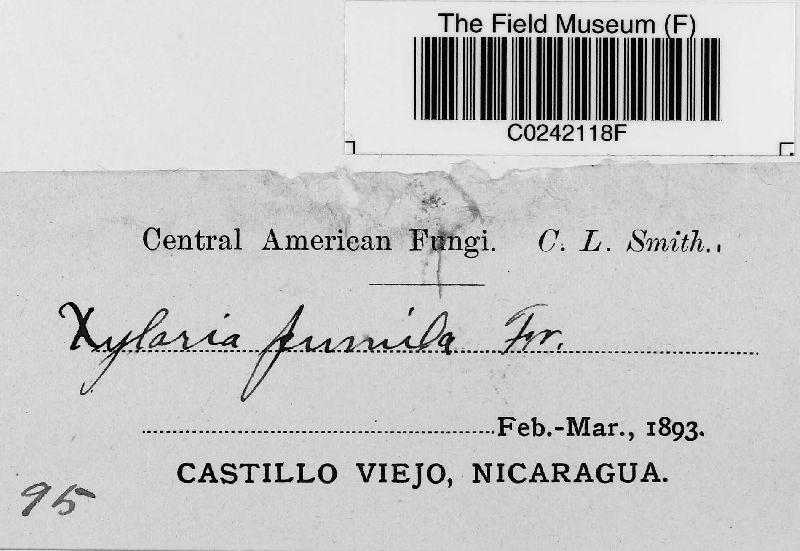 The Field Museum (F)
C0242118F
Central American Fungi. C. L. Smith.
Xylaria pumila Fr.
Feb.-Mar., 1893.
CASTILLO VIEJO, NICARAGUA.
95